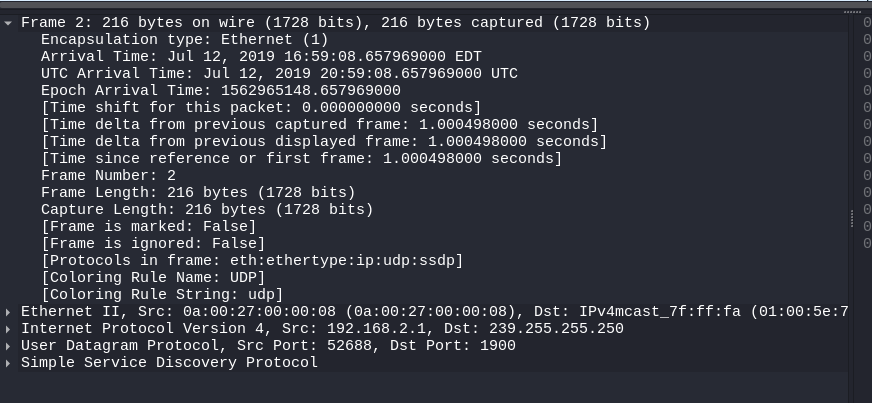 Frame 2: 216 bytes on wire (1728 bits), 216 bytes captured (1728 bits)
Encapsulation type: Ethernet (1)
Arrival Time: Jul 12, 2019 16:59:08.657969000 EDT
UTC Arrival Time: Jul 12, 2019 20:59:08.657969000 UTC
Epoch Arrival Time: 1562965148.657969000
[Time shift for this packet: 0.000000000 seconds]
[Time delta from previous captured frame: 1.000498000 seconds]
[Time delta from previous displayed frame: 1.000498000 seconds]
[Time since reference or first frame: 1.000498000 seconds]
Frame Number: 2
Frame Length: 216 bytes (1728 bits)
Capture Length: 216 bytes (1728 bits)
[Frame is marked: False]
[Frame is ignored: False]
[Protocols in frame: eth:ethertype:ip:udp:ssdp]
[Coloring Rule Name: UDP]
[Coloring Rule String: udp]
Ethernet II, Src: 0a:00:27:00:00:08 (0a:00:27:00:00:08), Dst: IPv4mcast_7f:ff:fa (01:00:5e:7
Internet Protocol Version 4, Src: 192.168.2.1, Dst: 239.255.255.250
User Datagram Protocol, Src Port: 52688, Dst Port: 1900
Simple Service Discovery Protocol